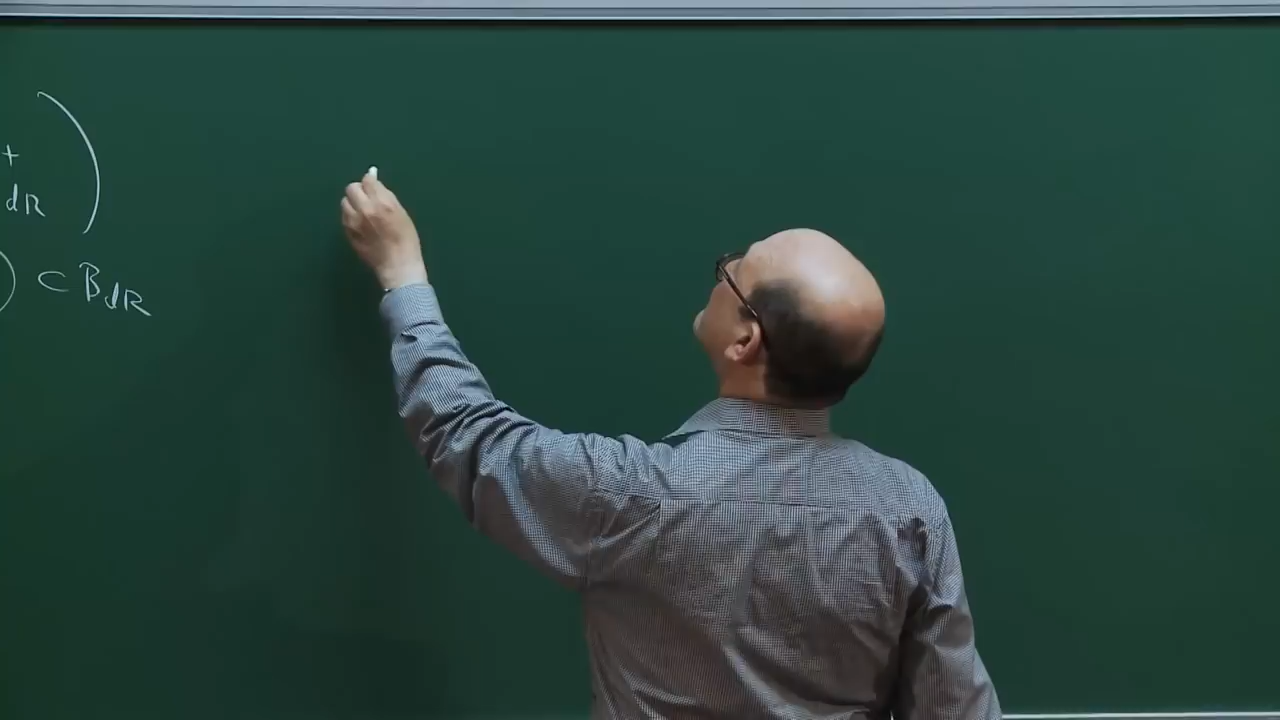 + )
dR
) ⊂ B_dR